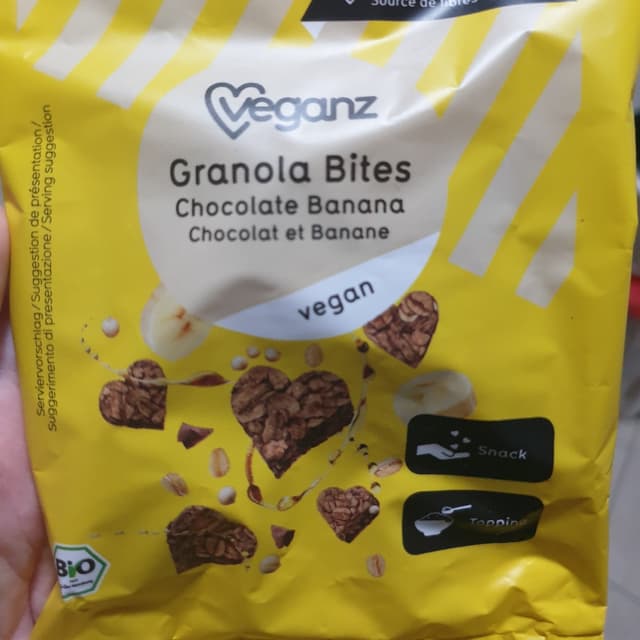 Source de fibres
veganz
Granola Bites
Chocolate Banana
Chocolat et Banane
vegan
Serviervorschlag / Suggestion de présentation /
Suggerimento di presentazione / Serving suggestion
Snack
Topping
BiO